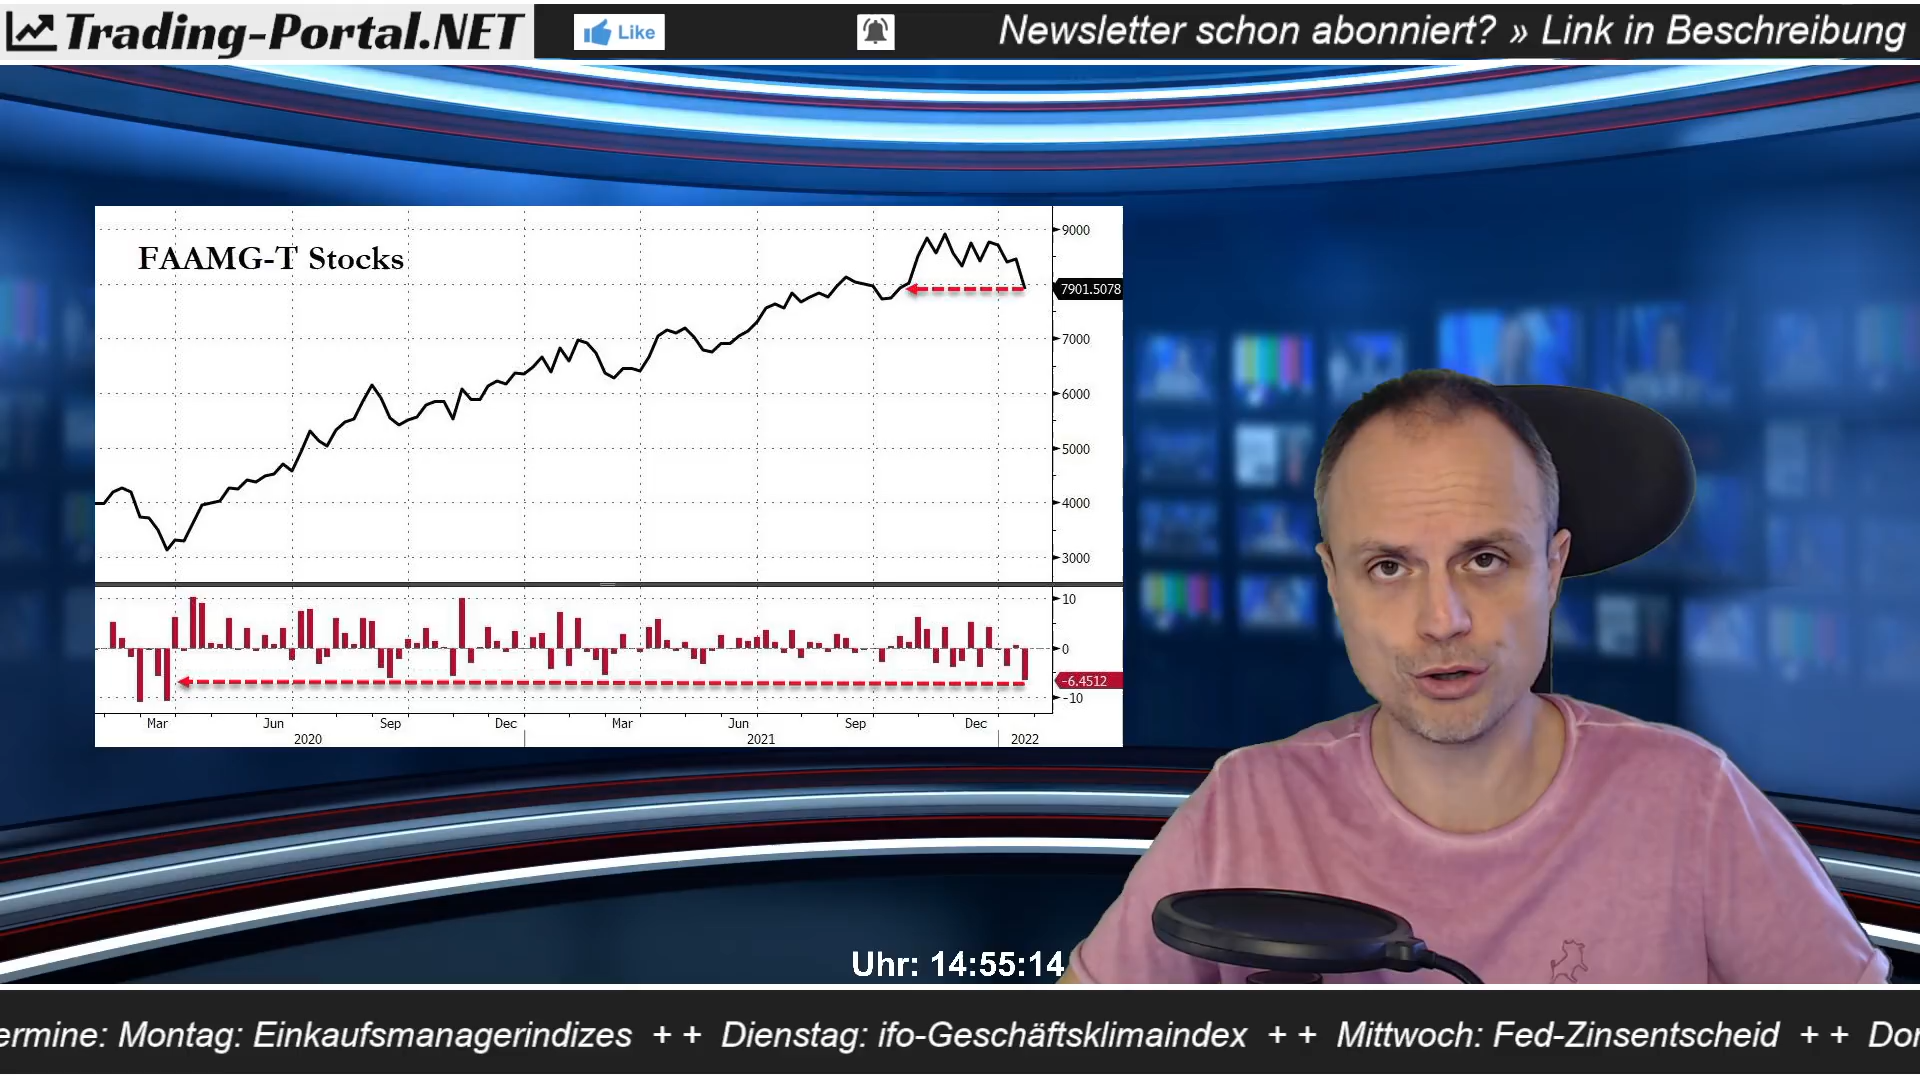 Trading-Portal.NET
Like
Newsletter schon abonniert? » Link in Beschreibung
FAAMG-T Stocks
9000
7901.5078
7000
6000
5000
4000
3000
10
0
-6.4512
-10
Mar Jun Sep Dec Mar Jun Sep Dec
2020 2021 2022
Uhr: 14:55:14
ermine: Montag: Einkaufsmanagerindizes ++ Dienstag: ifo-Geschäftsklimaindex ++ Mittwoch: Fed-Zinsentscheid ++ Dor